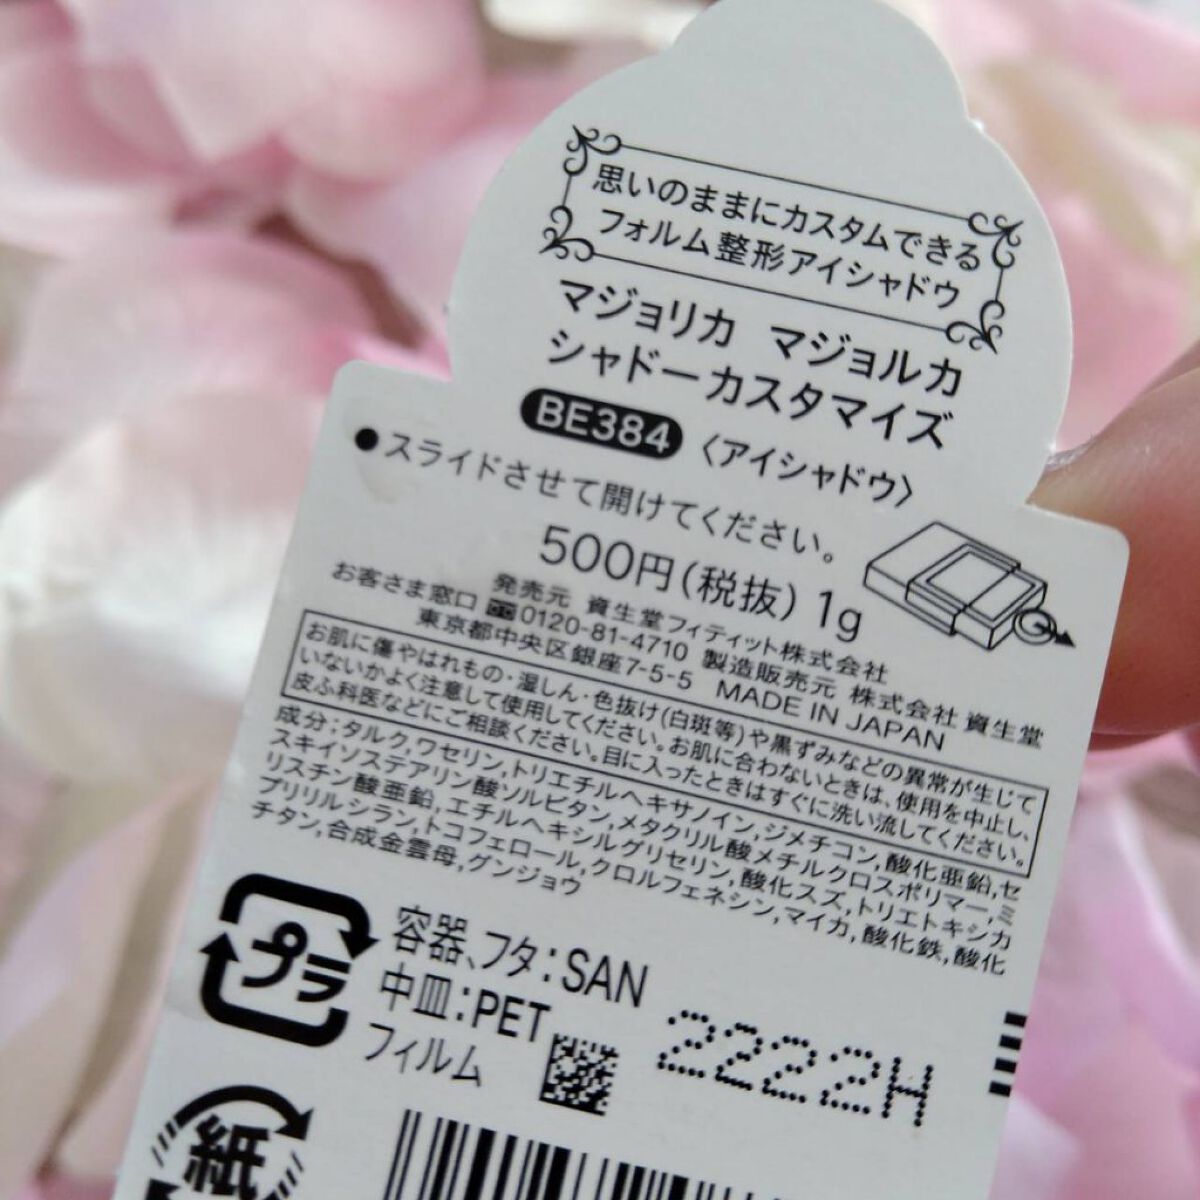 思いのままにカスタムできる
フォルム整形アイシャドウ
マジョリカ マジョルカ
シャドーカスタマイズ
BE384 〈アイシャドウ〉
●スライドさせて開けてください。
500円(税抜) 1g
発売元 資生堂フィティット株式会社
お客さま窓口 0120-81-4710 製造販売元 株式会社 資生堂
東京都中央区銀座7-5-5 MADE IN JAPAN
お肌に傷やはれもの・湿しん・色抜け(白斑等)や黒ずみなどの異常が生じて
いないかよく注意して使用してください。お肌に合わないときは、使用を中止し、
皮ふ科医などにご相談ください。目に入ったときはすぐに洗い流してください。
成分:タルク,ワセリン,トリエチルヘキサノイン,ジメチコン,酸化亜鉛,セ
スキイソステアリン酸ソルビタン,メタクリル酸メチルクロスポリマー,ミ
リスチン酸亜鉛,エチルヘキシルグリセリン,酸化スズ,トリエトキシカ
プリリルシラン,トコフェロール,クロルフェネシン,マイカ,酸化鉄,酸化
チタン,合成金雲母,グンジョウ
プラ
容器、フタ:SAN
中皿:PET
フィルム
2222H
紙